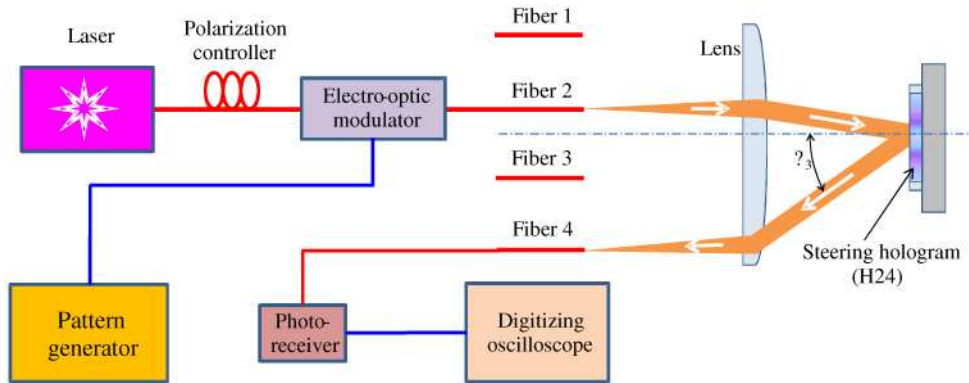 Laser
Polarization
controller
Electro-optic
modulator
Fiber 1
Fiber 2
Fiber 3
Fiber 4
Lens
?3
Steering hologram
(H24)
Pattern
generator
Photo-
receiver
Digitizing
oscilloscope